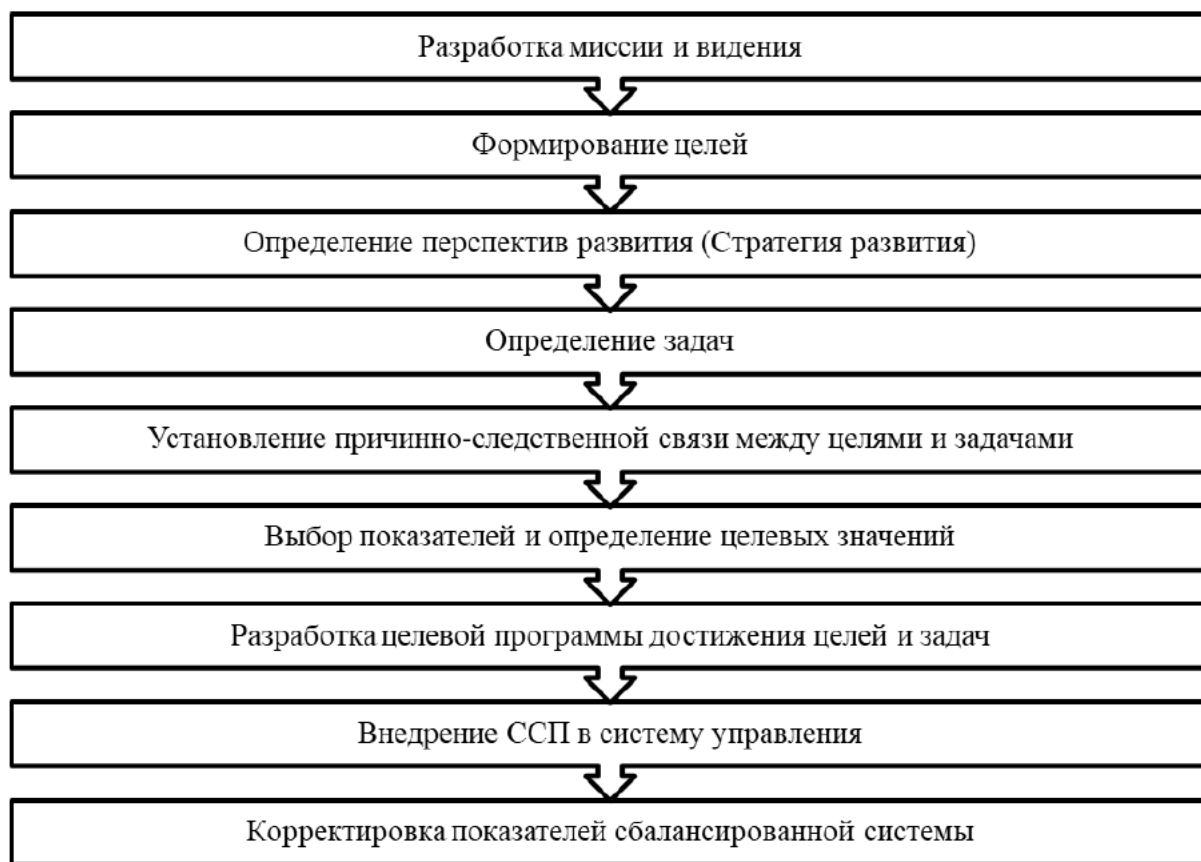 Разработка миссии и видения
Формирование целей
Определение перспектив развития (Стратегия развития)
Определение задач
Установление причинно-следственной связи между целями и задачами
Выбор показателей и определение целевых значений
Разработка целевой программы достижения целей и задач
Внедрение ССП в систему управления
Корректировка показателей сбалансированной системы